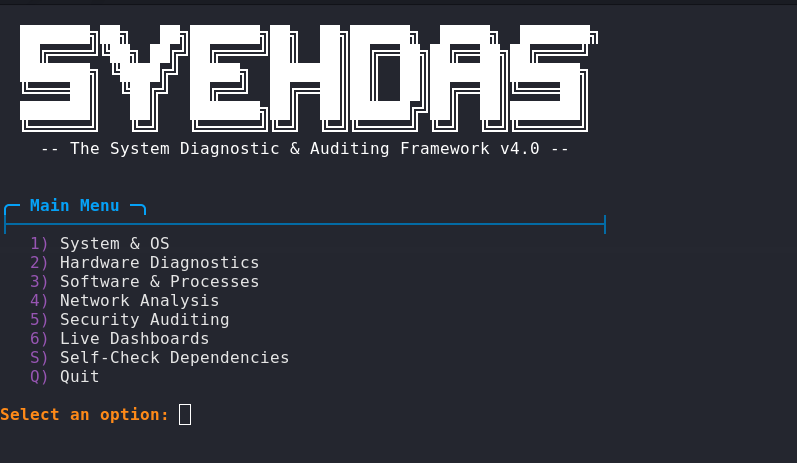 SYEHDAS
-- The System Diagnostic & Auditing Framework v4.0 --
Main Menu
1) System & OS
2) Hardware Diagnostics
3) Software & Processes
4) Network Analysis
5) Security Auditing
6) Live Dashboards
S) Self-Check Dependencies
Q) Quit
Select an option: